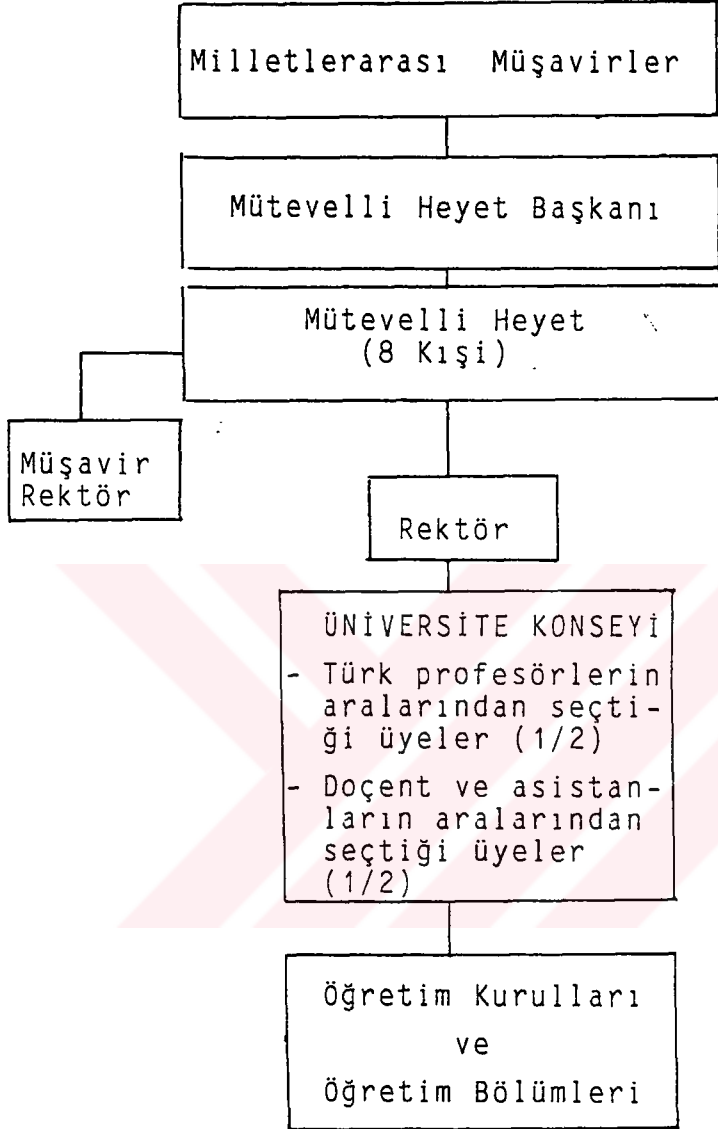 Milletlerarası Müşavirler
Mütevelli Heyet Başkanı
Mütevelli Heyet
(8 Kışi)
Müşavir
Rektör
Rektör
ÜNİVERSİTE KONSEYİ
- Türk profesörlerin
aralarından seçti-
ği üyeler (1/2)
- Doçent ve asistan-
ların aralarından
seçtiği üyeler
(1/2)
Öğretim Kurulları
ve
Öğretim Bölümleri